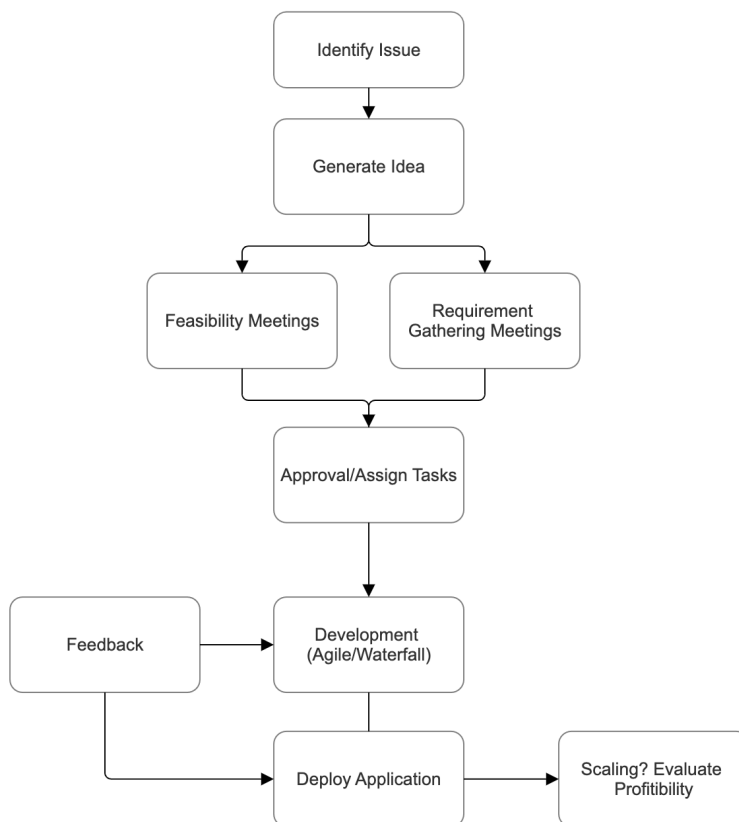 Identify Issue
Generate Idea
Feasibility Meetings
Requirement
Gathering Meetings
Approval/Assign Tasks
Feedback
Development
(Agile/Waterfall)
Deploy Application
Scaling? Evaluate
Profitibility